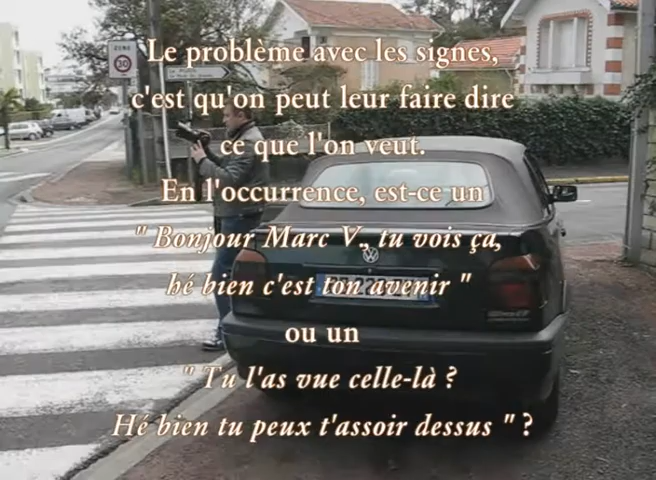 ZONE
30
Le problème avec les signes,
c'est qu'on peut leur faire dire
ce que l'on veut.
En l'occurrence, est-ce un
" Bonjour Marc V., tu vois ça,
hé bien c'est ton avenir "
ou un
" Tu l'as vue celle-là ?
Hé bien tu peux t'assoir dessus " ?